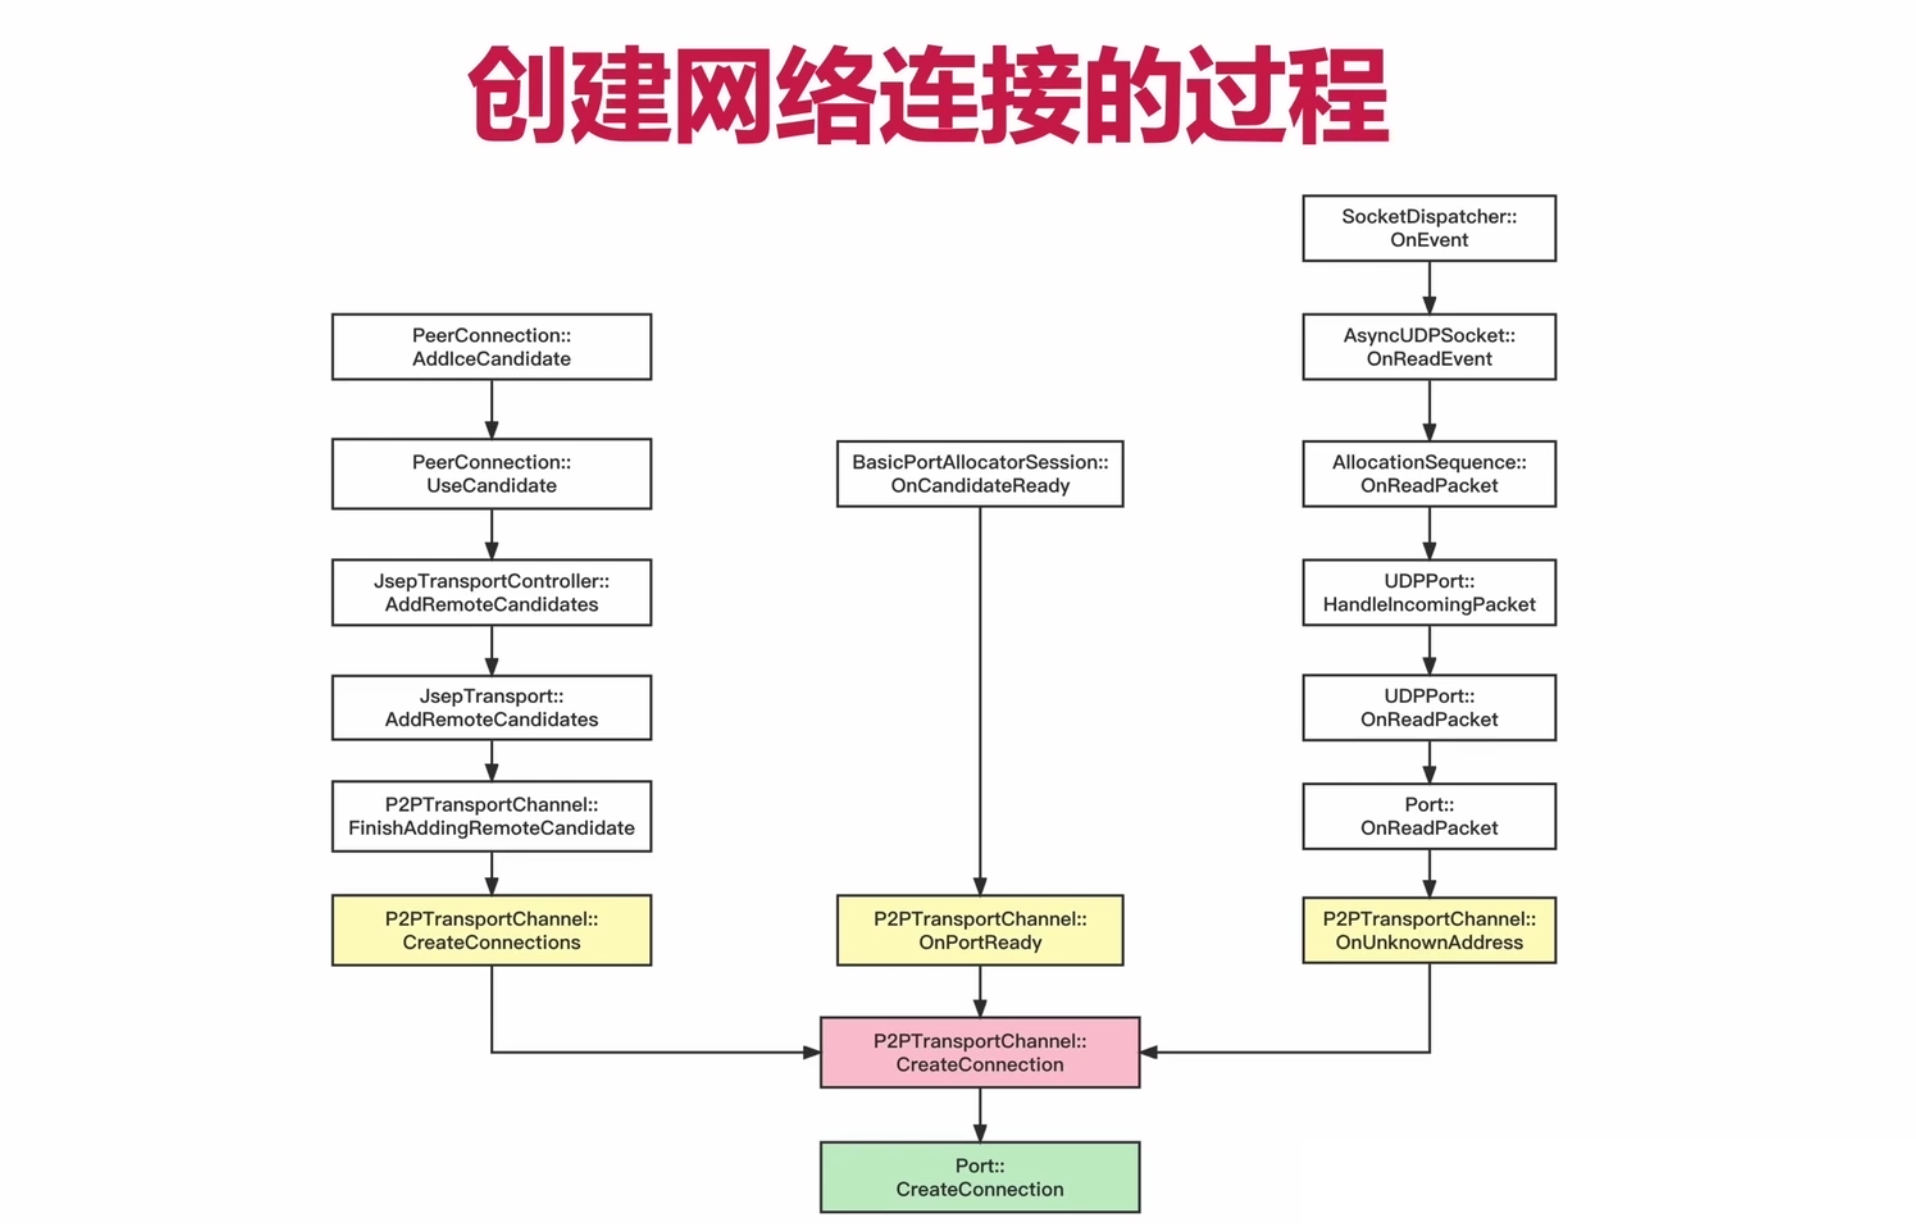 创建网络连接的过程
PeerConnection::
AddIceCandidate
PeerConnection::
UseCandidate
JsepTransportController::
AddRemoteCandidates
JsepTransport::
AddRemoteCandidates
P2PTransportChannel::
FinishAddingRemoteCandidate
P2PTransportChannel::
CreateConnections
BasicPortAllocatorSession::
OnCandidateReady
P2PTransportChannel::
OnPortReady
SocketDispatcher::
OnEvent
AsyncUDPSocket::
OnReadEvent
AllocationSequence::
OnReadPacket
UDPPort::
HandleIncomingPacket
UDPPort::
OnReadPacket
Port::
OnReadPacket
P2PTransportChannel::
OnUnknownAddress
P2PTransportChannel::
CreateConnection
Port::
CreateConnection